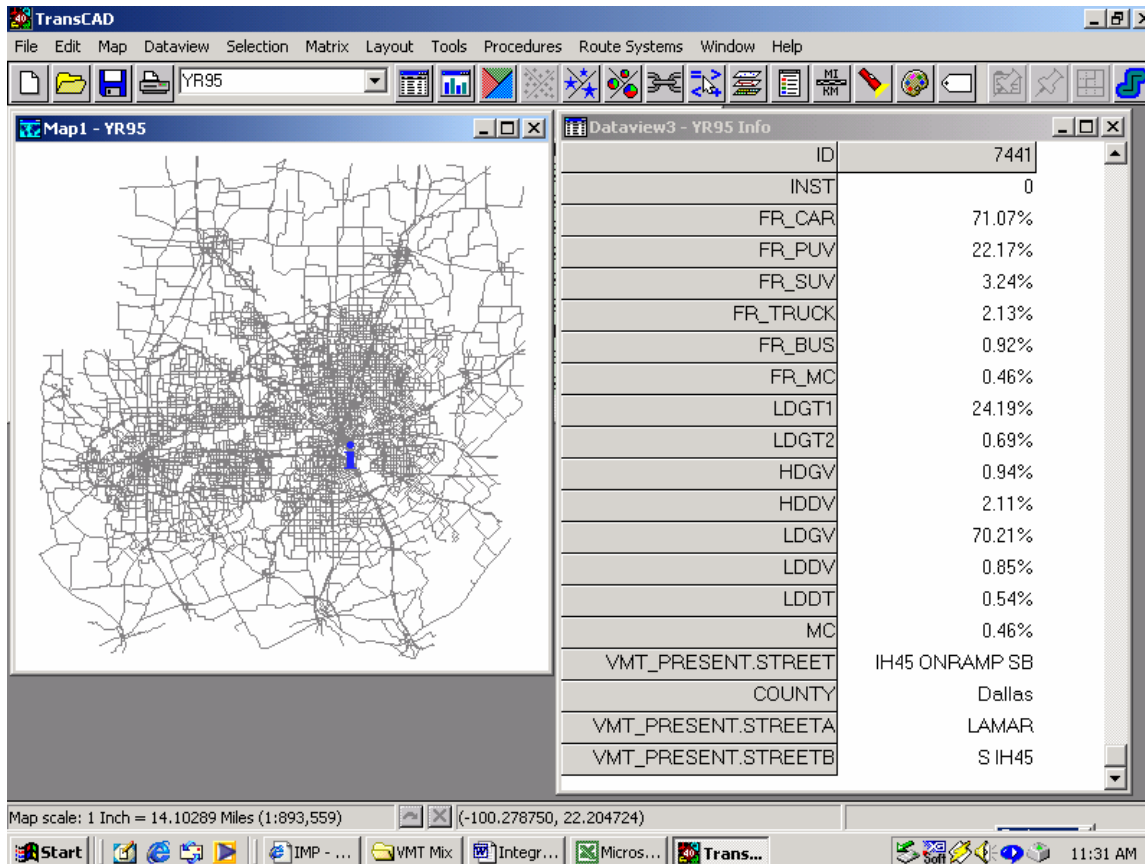 TransCAD
File Edit Map Dataview Selection Matrix Layout Tools Procedures Route Systems Window Help
YR95
MI KM
Map1 - YR95
Dataview3 - YR95 Info
ID 7441
INST 0
FR_CAR 71.07%
FR_PUV 22.17%
FR_SUV 3.24%
FR_TRUCK 2.13%
FR_BUS 0.92%
FR_MC 0.46%
LDGT1 24.19%
LDGT2 0.69%
HDGV 0.94%
HDDV 2.11%
LDGV 70.21%
LDDV 0.85%
LDDT 0.54%
MC 0.46%
VMT_PRESENT.STREET IH45 ONRAMP SB
COUNTY Dallas
VMT_PRESENT.STREETA LAMAR
VMT_PRESENT.STREETB S IH45
i
Map scale: 1 Inch = 14.10289 Miles (1:893,559) (-100.278750, 22.204724)
Start IMP - ... VMT Mix Integr... Micros... Trans... 11:31 AM